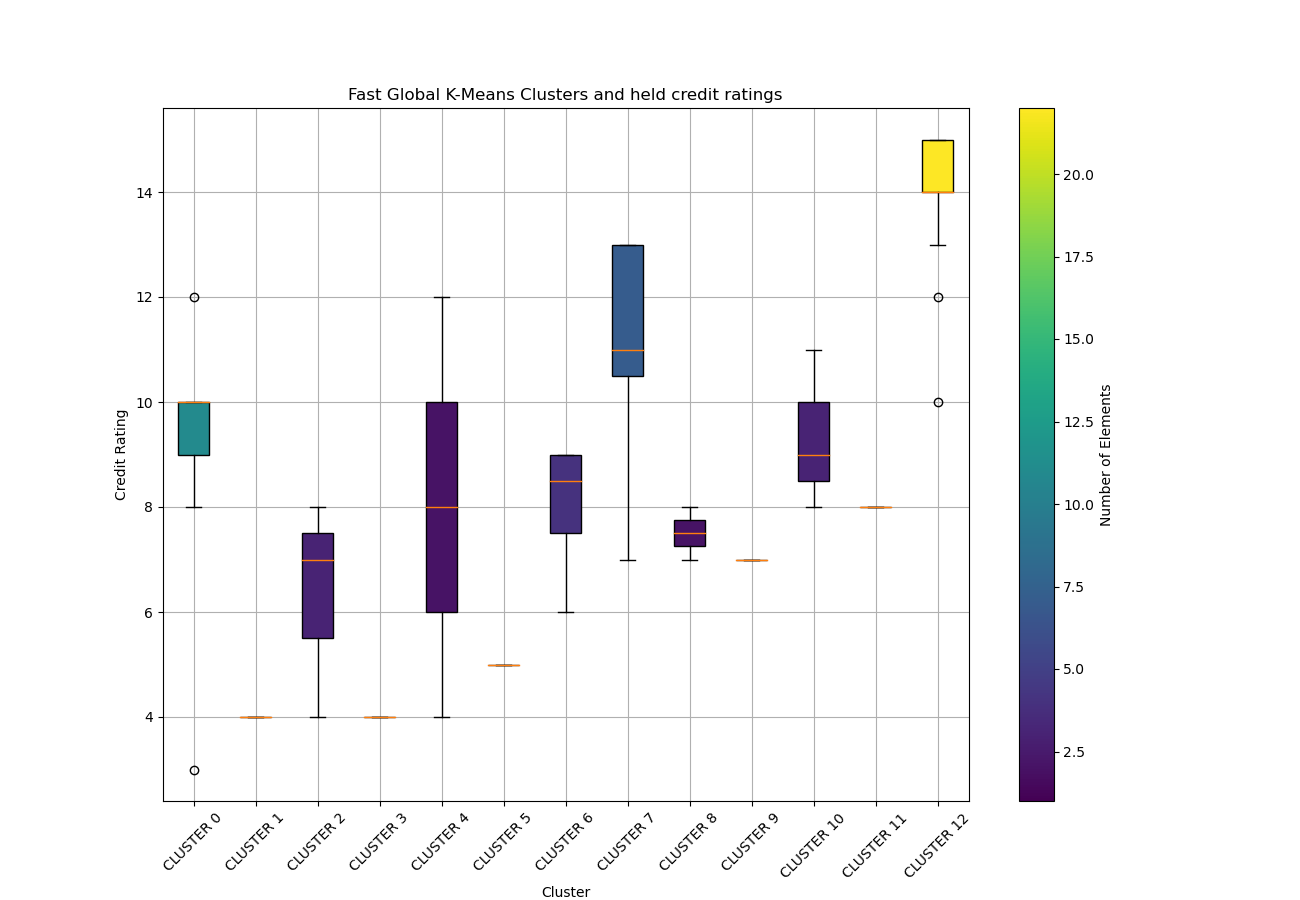 Fast Global K-Means Clusters and held credit ratings
Credit Rating
14
12
10
8
6
4
CLUSTER 0
CLUSTER 1
CLUSTER 2
CLUSTER 3
CLUSTER 4
CLUSTER 5
CLUSTER 6
CLUSTER 7
CLUSTER 8
CLUSTER 9
CLUSTER 10
CLUSTER 11
CLUSTER 12
Cluster
20.0
17.5
15.0
12.5
10.0
7.5
5.0
2.5
Number of Elements